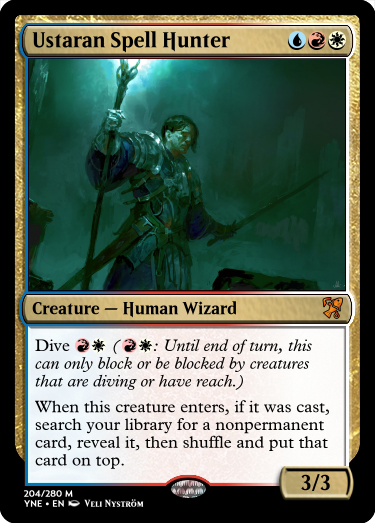 Ustaran Spell Hunter
Creature — Human Wizard
Dive (: Until end of turn, this
can only block or be blocked by creatures
that are diving or have reach.)
When this creature enters, if it was cast,
search your library for a nonpermanent
card, reveal it, then shuffle and put that
card on top.
3/3
204/280 M
YNE • EN Veli Nyström